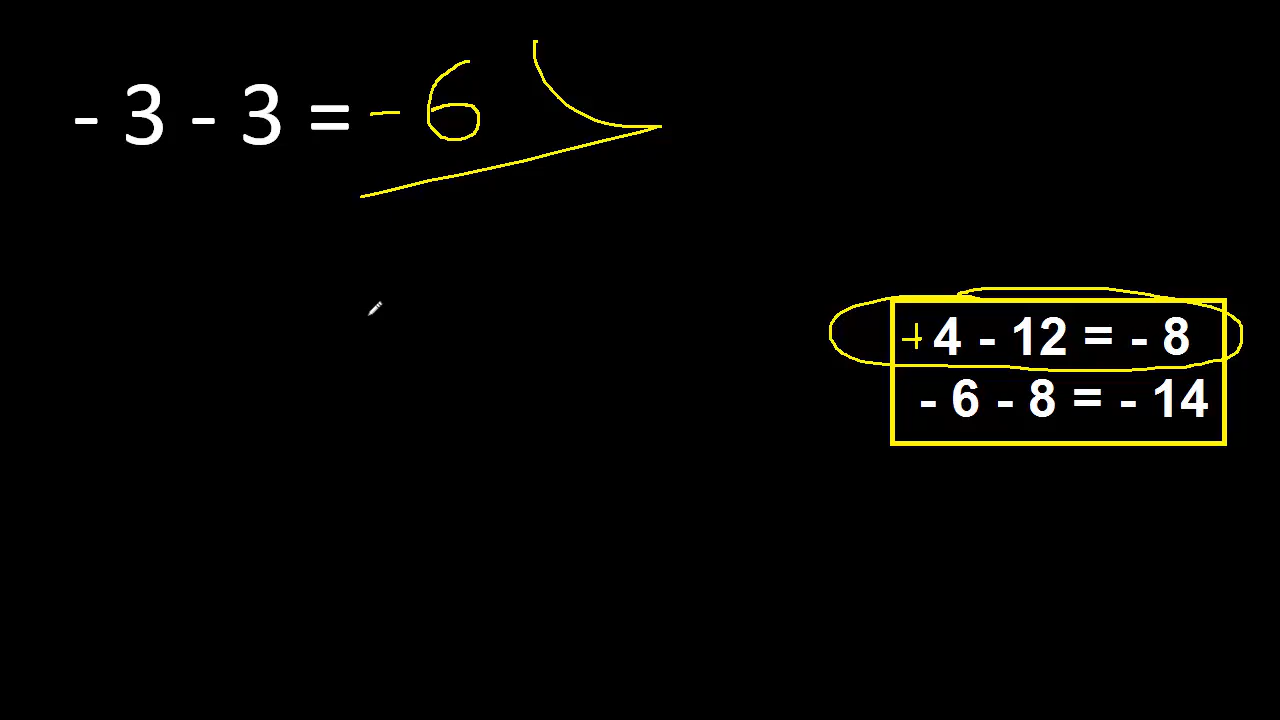 - 3 - 3 = - 6
+ 4 - 12 = - 8
- 6 - 8 = - 14